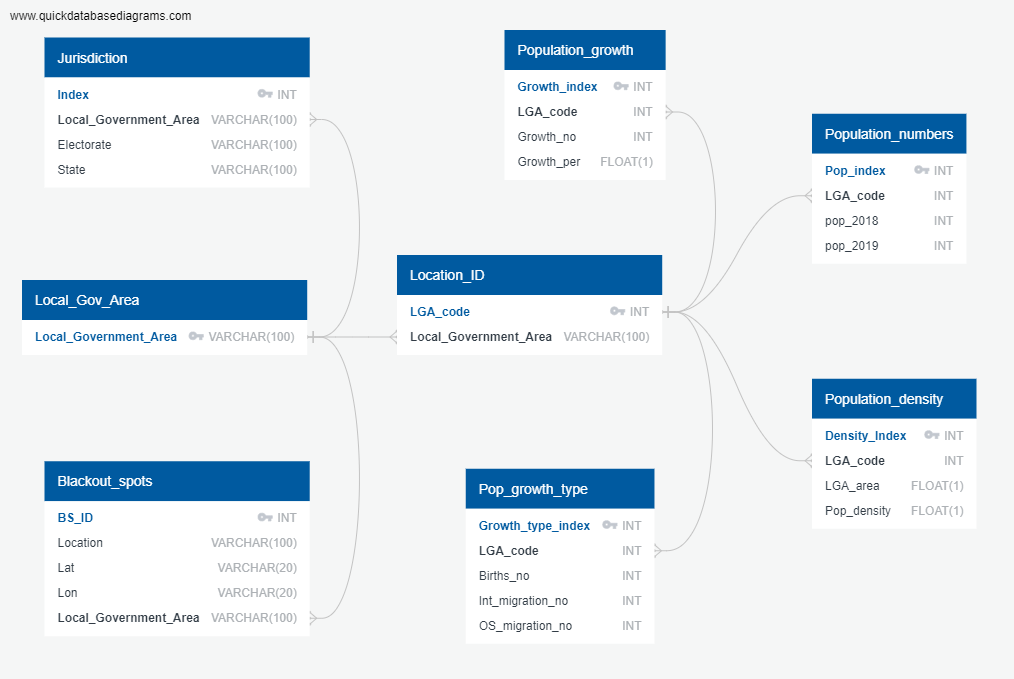 www.quickdatabasediagrams.com
Jurisdiction
Index INT
Local_Government_Area VARCHAR(100)
Electorate VARCHAR(100)
State VARCHAR(100)
Population_growth
Growth_index INT
LGA_code INT
Growth_no INT
Growth_per FLOAT(1)
Population_numbers
Pop_index INT
LGA_code INT
pop_2018 INT
pop_2019 INT
Local_Gov_Area
Local_Government_Area VARCHAR(100)
Location_ID
LGA_code INT
Local_Government_Area VARCHAR(100)
Population_density
Density_Index INT
LGA_code INT
LGA_area FLOAT(1)
Pop_density FLOAT(1)
Blackout_spots
BS_ID INT
Location VARCHAR(100)
Lat VARCHAR(20)
Lon VARCHAR(20)
Local_Government_Area VARCHAR(100)
Pop_growth_type
Growth_type_index INT
LGA_code INT
Births_no INT
Int_migration_no INT
OS_migration_no INT